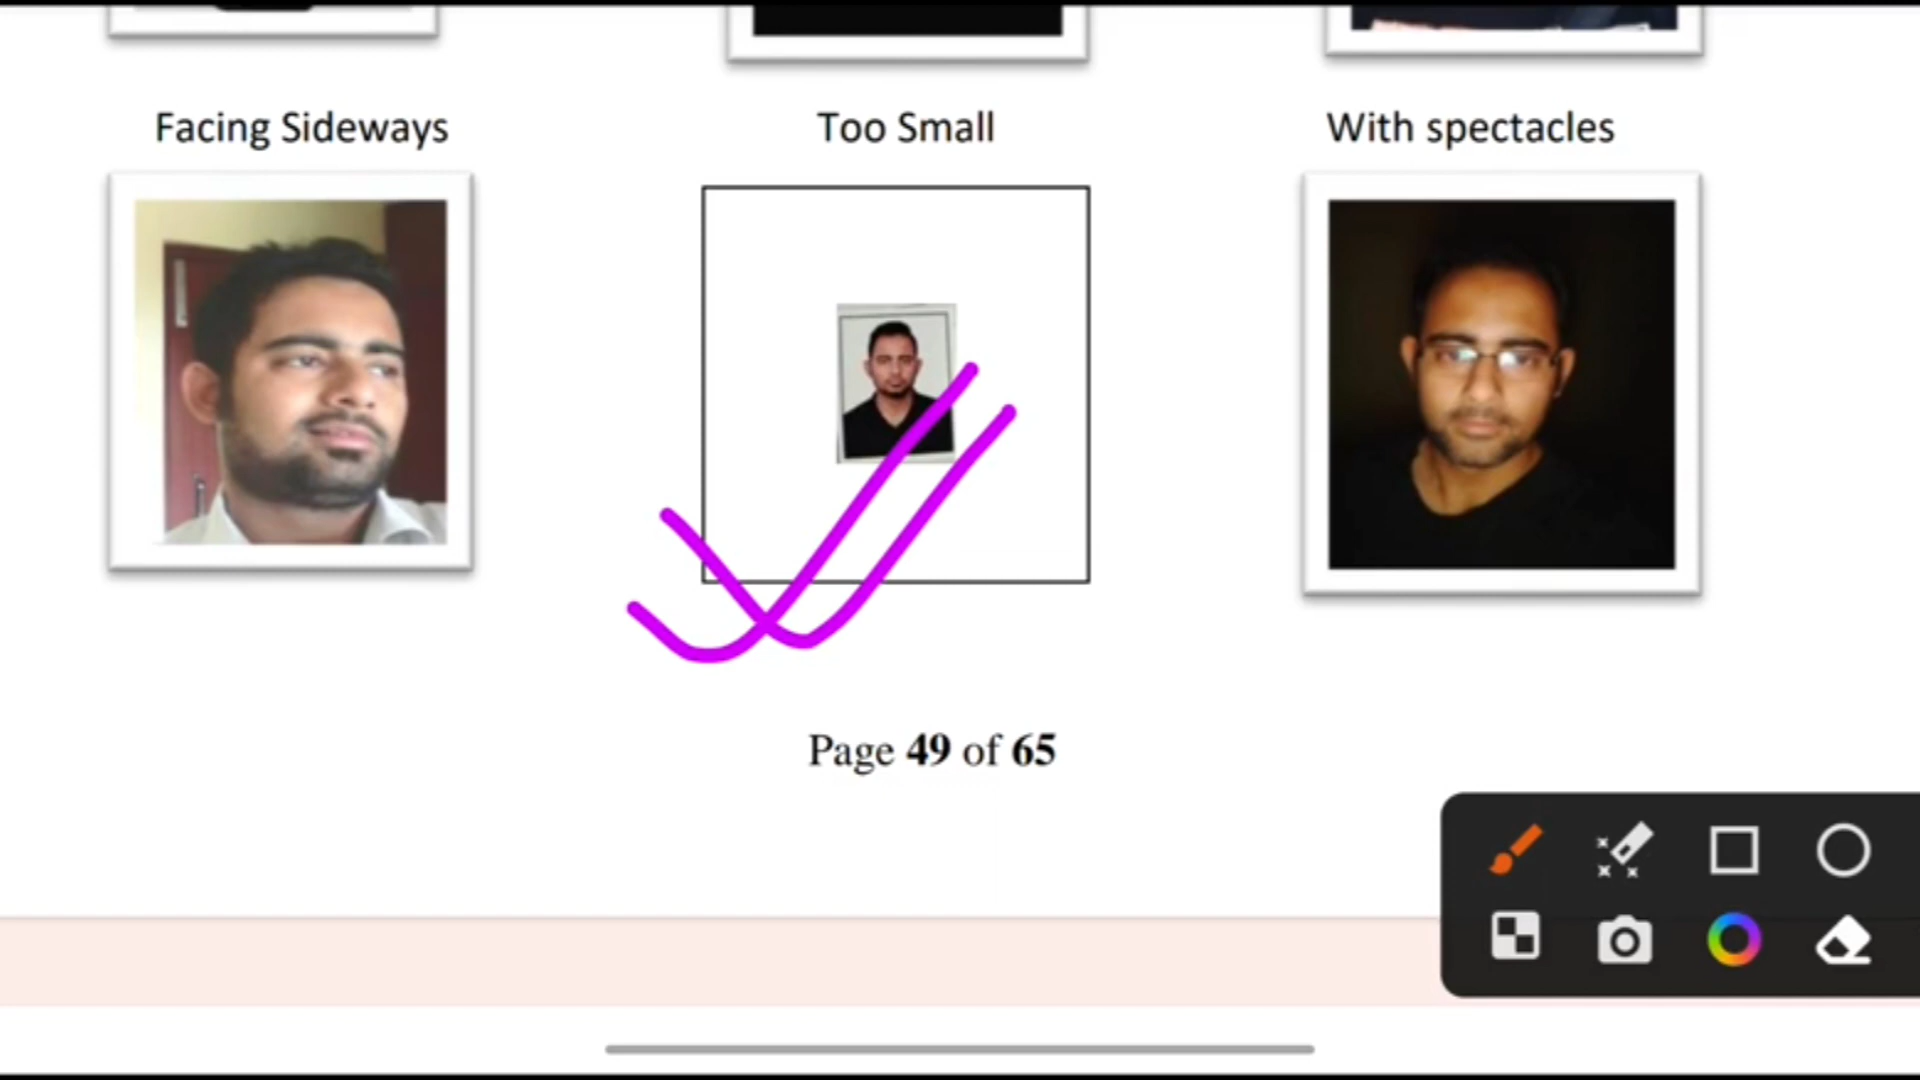 Facing Sideways
Too Small
With spectacles
Page 49 of 65